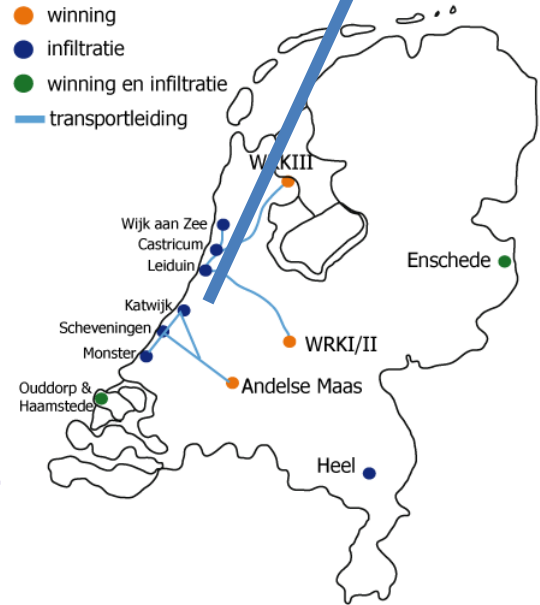 winning
infiltratie
winning en infiltratie
transportleiding
WRKIII
Wijk aan Zee
Castricum
Leiduin
Enschede
Katwijk
Scheveningen
Monster
WRKI/II
Andelse Maas
Ouddorp &
Haamstede
Heel